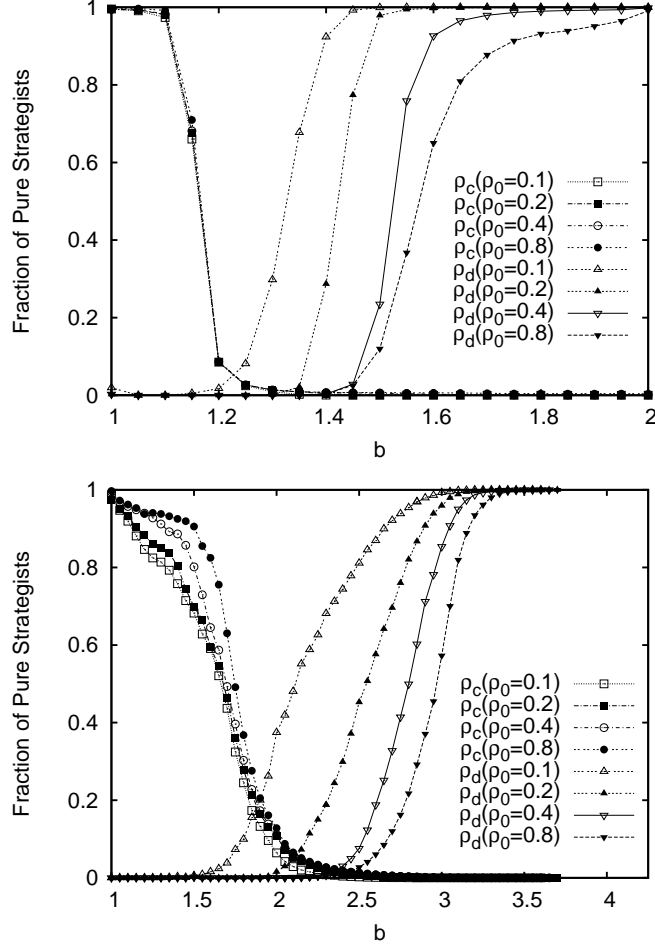 Fraction of Pure Strategists
1
0.8
0.6
0.4
0.2
0
1
1.2
1.4
1.6
1.8
2
b
ρc(ρ0=0.1)
ρc(ρ0=0.2)
ρc(ρ0=0.4)
ρc(ρ0=0.8)
ρd(ρ0=0.1)
ρd(ρ0=0.2)
ρd(ρ0=0.4)
ρd(ρ0=0.8)
Fraction of Pure Strategists
1
0.8
0.6
0.4
0.2
0
1
1.5
2
2.5
3
3.5
4
b
ρc(ρ0=0.1)
ρc(ρ0=0.2)
ρc(ρ0=0.4)
ρc(ρ0=0.8)
ρd(ρ0=0.1)
ρd(ρ0=0.2)
ρd(ρ0=0.4)
ρd(ρ0=0.8)